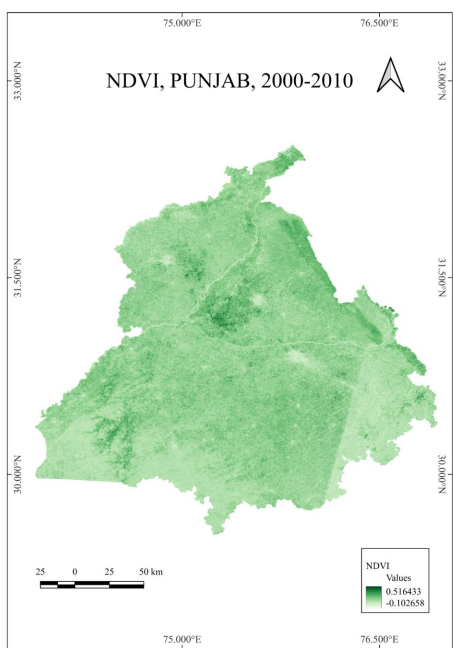 75.000°E 76.500°E
33.000°N 33.000°N
NDVI, PUNJAB, 2000-2010
31.500°N 31.500°N
30.000°N 30.000°N
25 0 25 50 km
NDVI
Values
0.516433
-0.102658
75.000°E 76.500°E